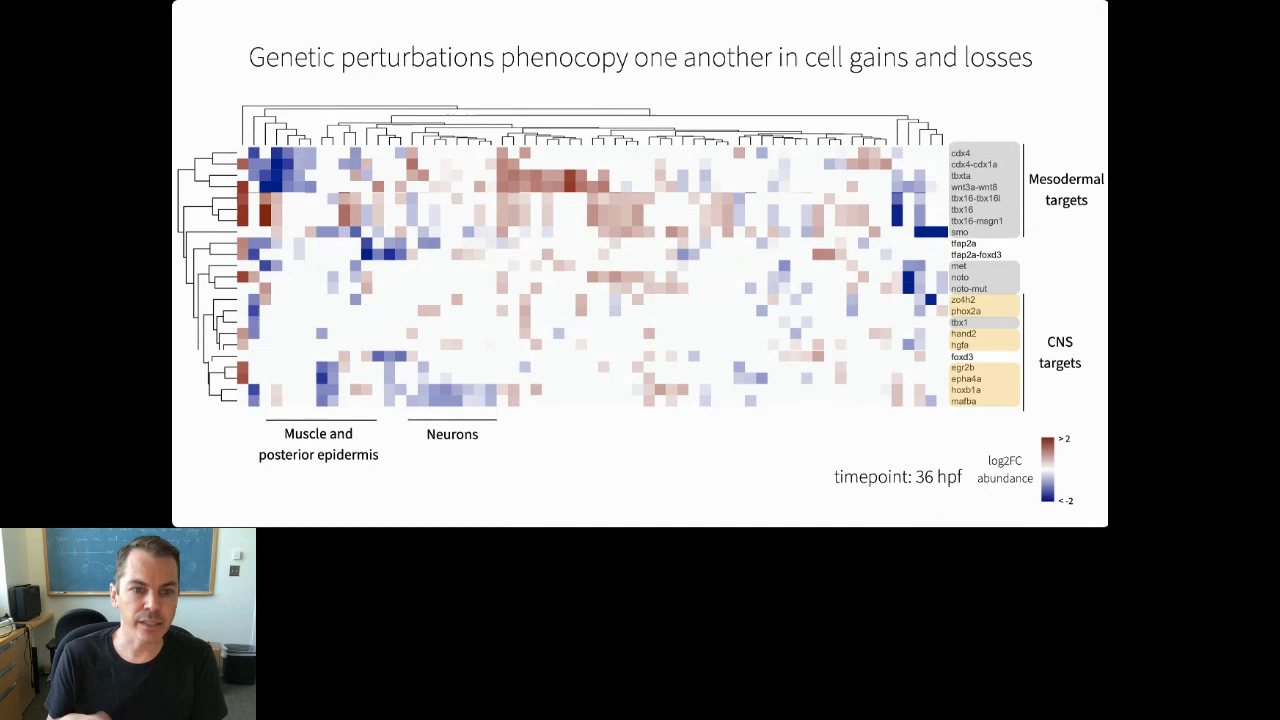 Genetic perturbations phenocopy one another in cell gains and losses
cdx4
cdx4-cdx1a
tbxta
wnt3a-wnt8
tbx16-tbx16l
tbx16
tbx16-msgn1
smo
tfap2a
tfap2a-foxd3
met
noto
noto-mut
zc4h2
phox2a
tbx1
hand2
hgfa
foxd3
egr2b
epha4a
hoxb1a
mafba
Mesodermal
targets
CNS
targets
Muscle and
posterior epidermis
Neurons
timepoint: 36 hpf
log2FC
abundance
> 2
< -2